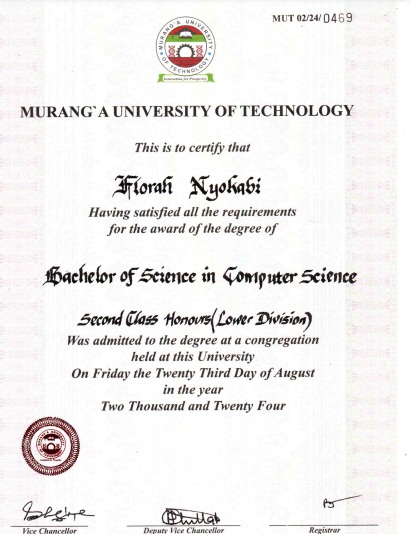 MUT 02/24/0469
MURANG'A UNIVERSITY
OF TECHNOLOGY
Innovation for Prosperity
MURANG`A UNIVERSITY OF TECHNOLOGY
This is to certify that
Florah Nyokabi
Having satisfied all the requirements
for the award of the degree of
Bachelor of Science in Computer Science
Second Class Honours (Lower Division)
Was admitted to the degree at a congregation
held at this University
On Friday the Twenty Third Day of August
in the year
Two Thousand and Twenty Four
Vice Chancellor
Deputy Vice Chancellor
Registrar